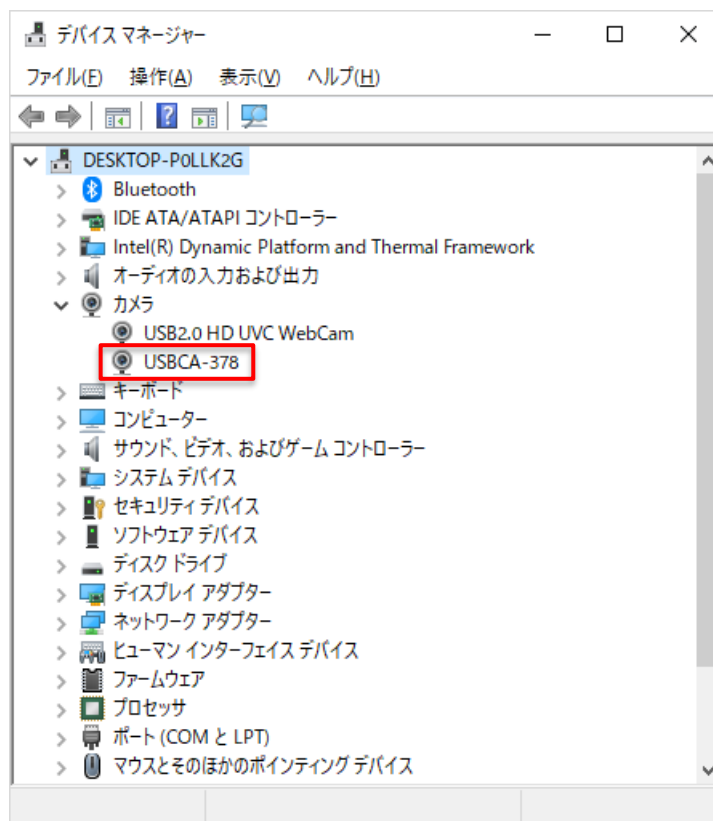 デバイス マネージャー
ファイル(F) 操作(A) 表示(V) ヘルプ(H)
DESKTOP-P0LLK2G
Bluetooth
IDE ATA/ATAPI コントローラー
Intel(R) Dynamic Platform and Thermal Framework
オーディオの入力および出力
カメラ
USB2.0 HD UVC WebCam
USBCA-378
キーボード
コンピューター
サウンド、ビデオ、およびゲーム コントローラー
システム デバイス
セキュリティ デバイス
ソフトウェア デバイス
ディスク ドライブ
ディスプレイ アダプター
ネットワーク アダプター
ヒューマン インターフェイス デバイス
ファームウェア
プロセッサ
ポート (COM と LPT)
マウスとそのほかのポインティング デバイス